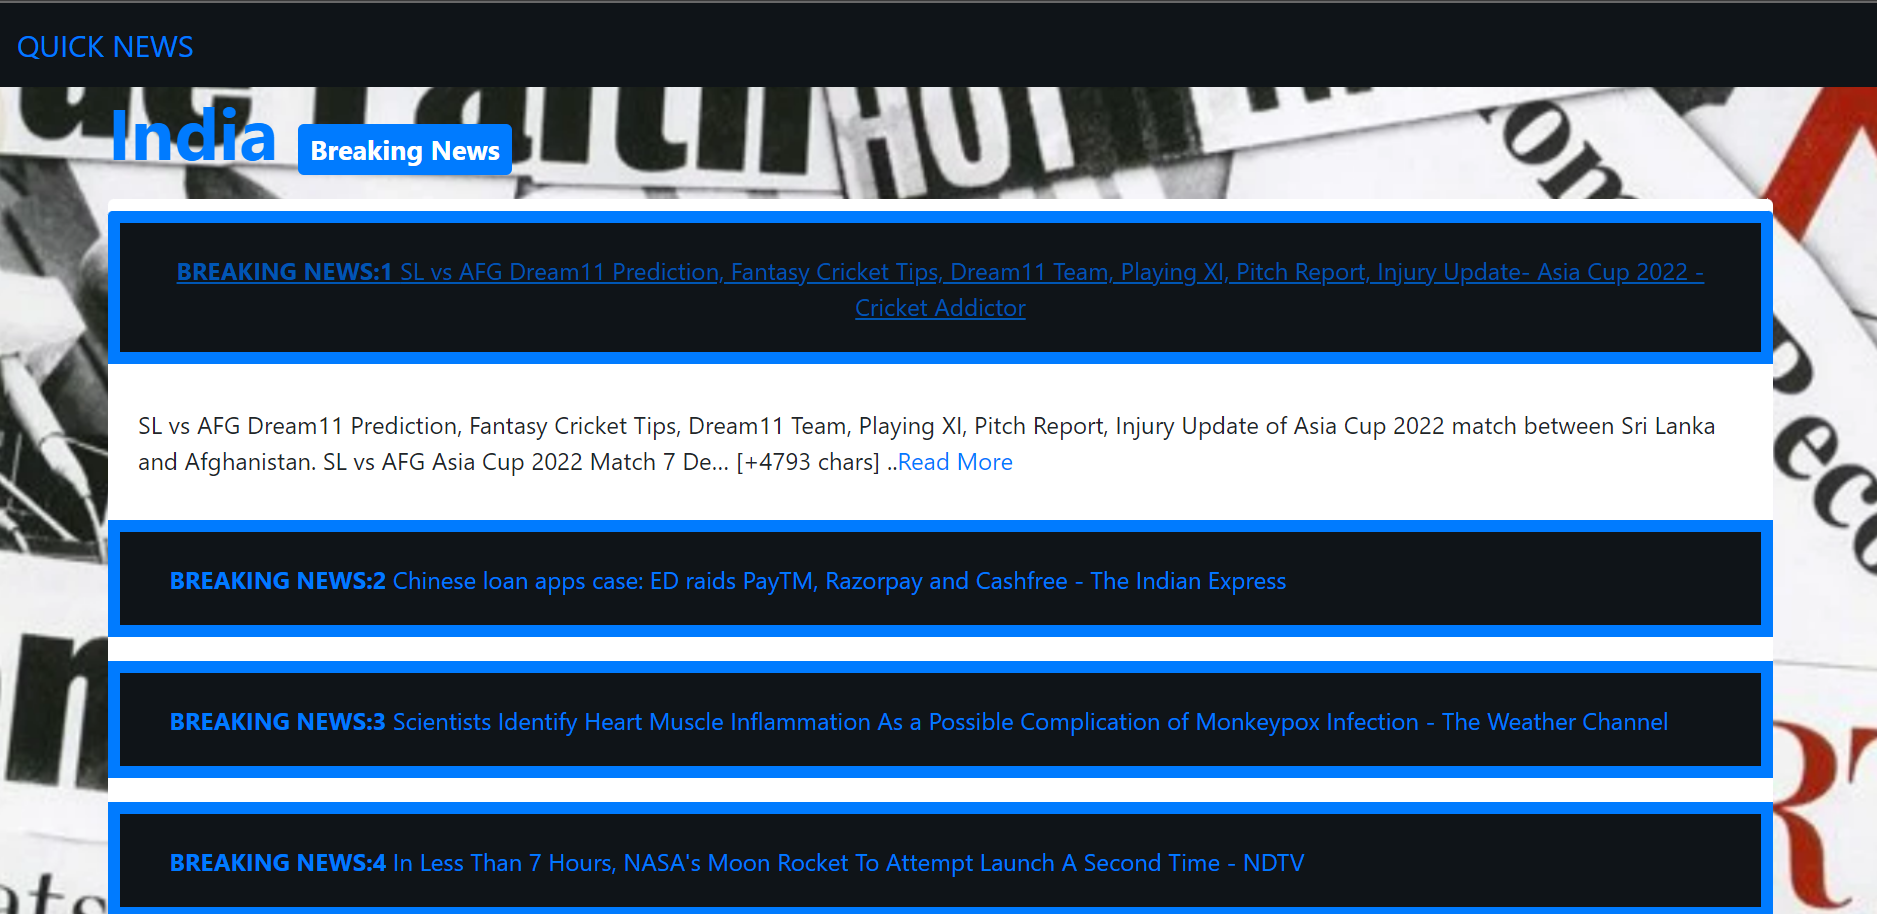 QUICK NEWS
India Breaking News
BREAKING NEWS:1 SL vs AFG Dream11 Prediction, Fantasy Cricket Tips, Dream11 Team, Playing XI, Pitch Report, Injury Update- Asia Cup 2022 -
Cricket Addictor
SL vs AFG Dream11 Prediction, Fantasy Cricket Tips, Dream11 Team, Playing XI, Pitch Report, Injury Update of Asia Cup 2022 match between Sri Lanka
and Afghanistan. SL vs AFG Asia Cup 2022 Match 7 De… [+4793 chars] ..Read More
BREAKING NEWS:2 Chinese loan apps case: ED raids PayTM, Razorpay and Cashfree - The Indian Express
BREAKING NEWS:3 Scientists Identify Heart Muscle Inflammation As a Possible Complication of Monkeypox Infection - The Weather Channel
BREAKING NEWS:4 In Less Than 7 Hours, NASA's Moon Rocket To Attempt Launch A Second Time - NDTV